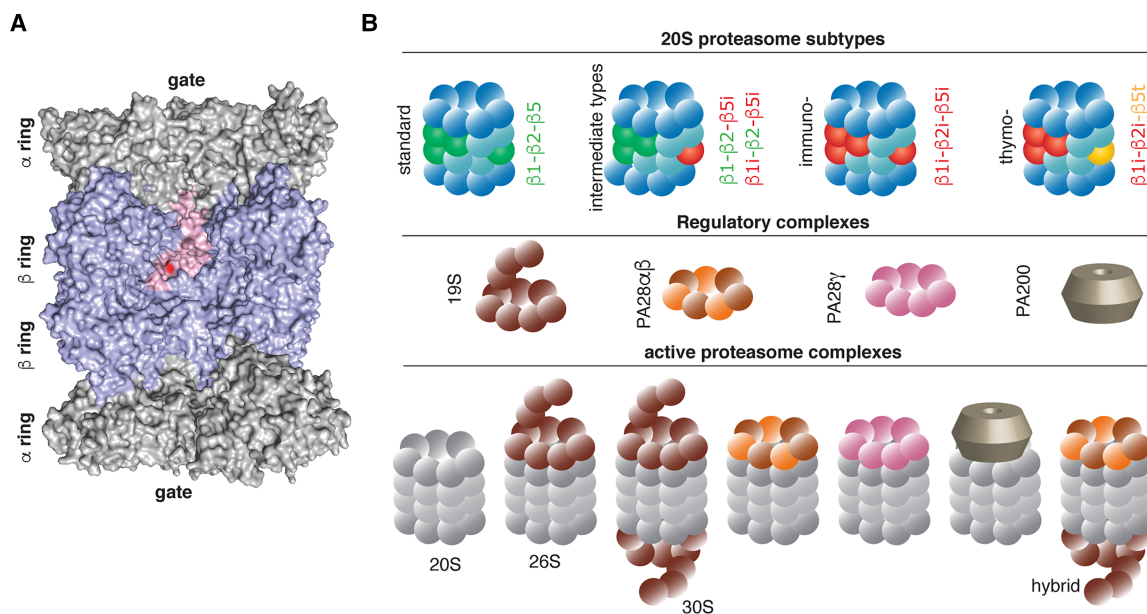 A
gate
α ring
β ring
β ring
α ring
gate
B
20S proteasome subtypes
standard
β1-β2-β5
intermediate types
β1-β2-β5i
β1i-β2-β5i
immuno-
β1i-β2i-β5i
thymo-
β1i-β2i-β5t
Regulatory complexes
19S
PA28αβ
PA28γ
PA200
active proteasome complexes
20S
26S
30S
hybrid